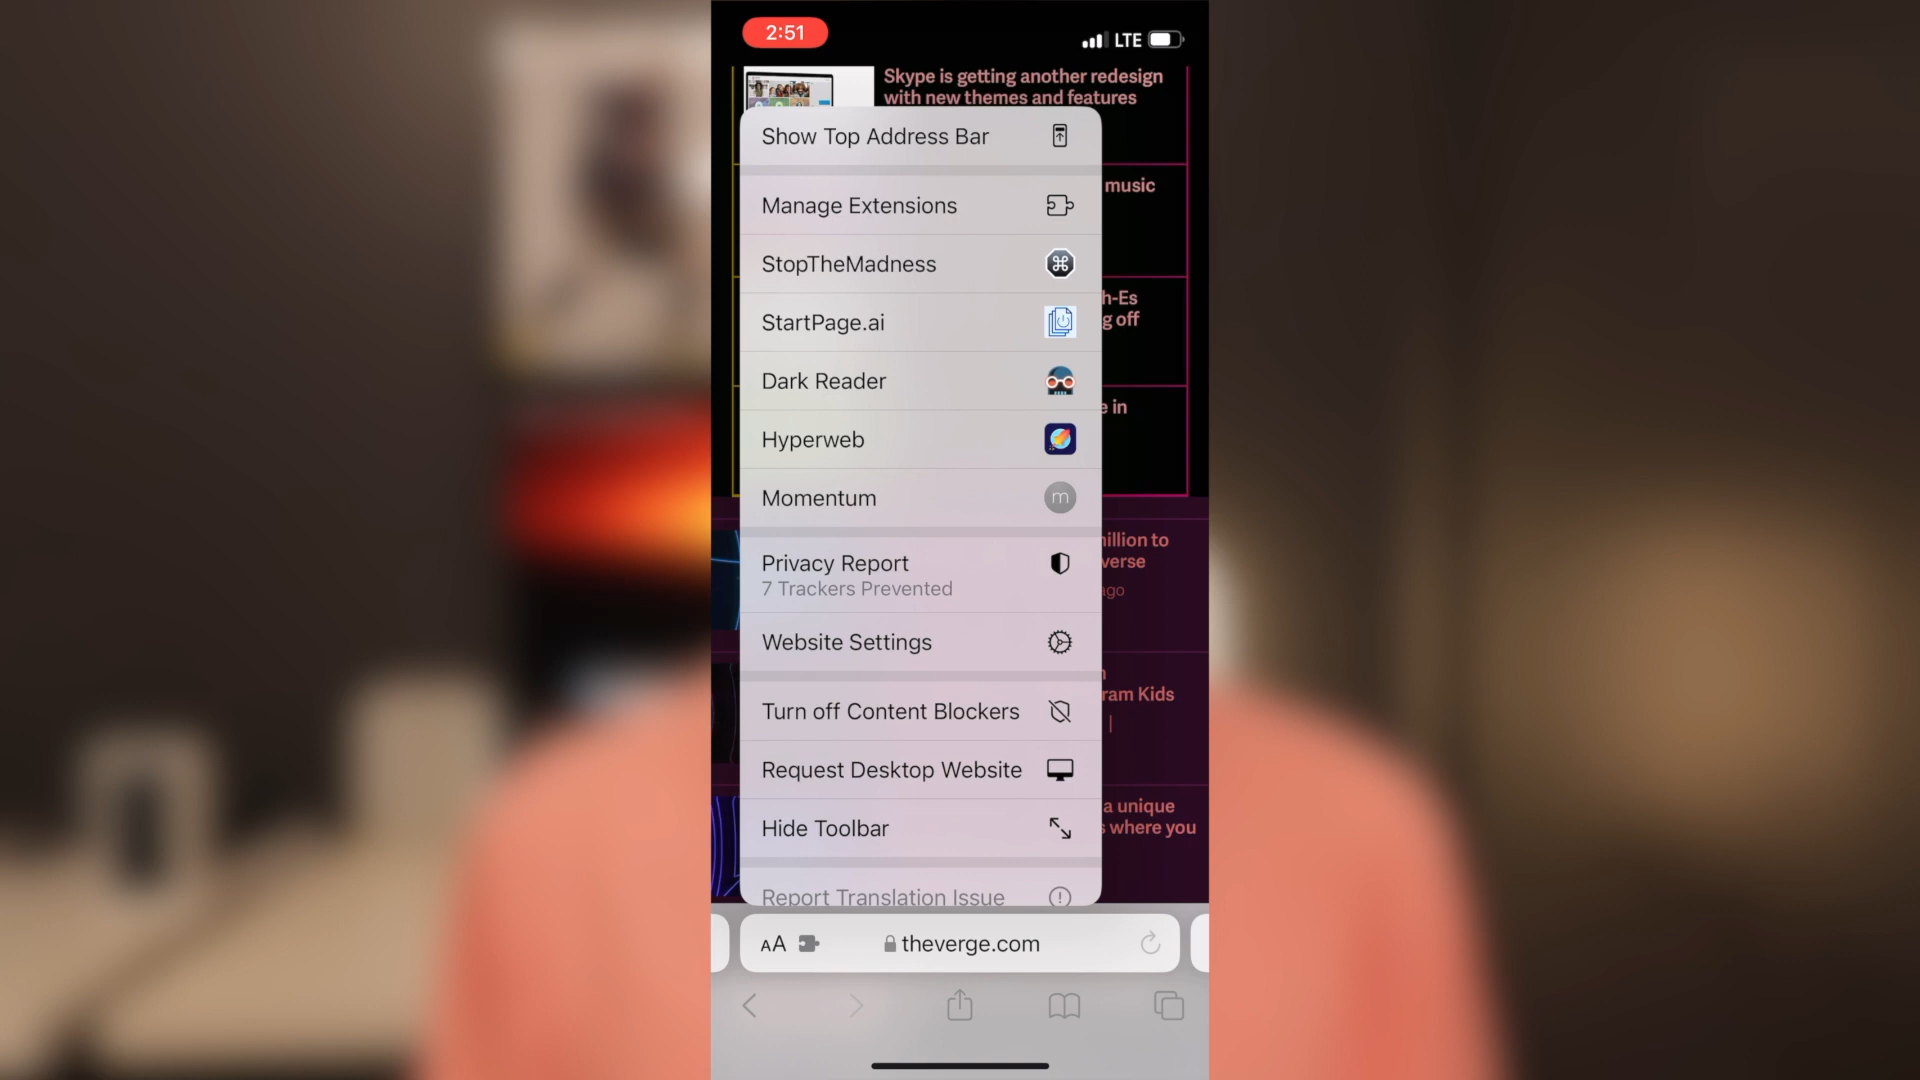 2:51
LTE
Skype is getting another redesign
with new themes and features
Show Top Address Bar
Manage Extensions
music
StopTheMadness
h-Es
StartPage.ai
g off
Dark Reader
e in
Hyperweb
Momentum
m
illion to
Privacy Report
verse
7 Trackers Prevented
ago
Website Settings
ram Kids
Turn off Content Blockers
Request Desktop Website
a unique
Hide Toolbar
s where you
Report Translation Issue
AA
theverge.com